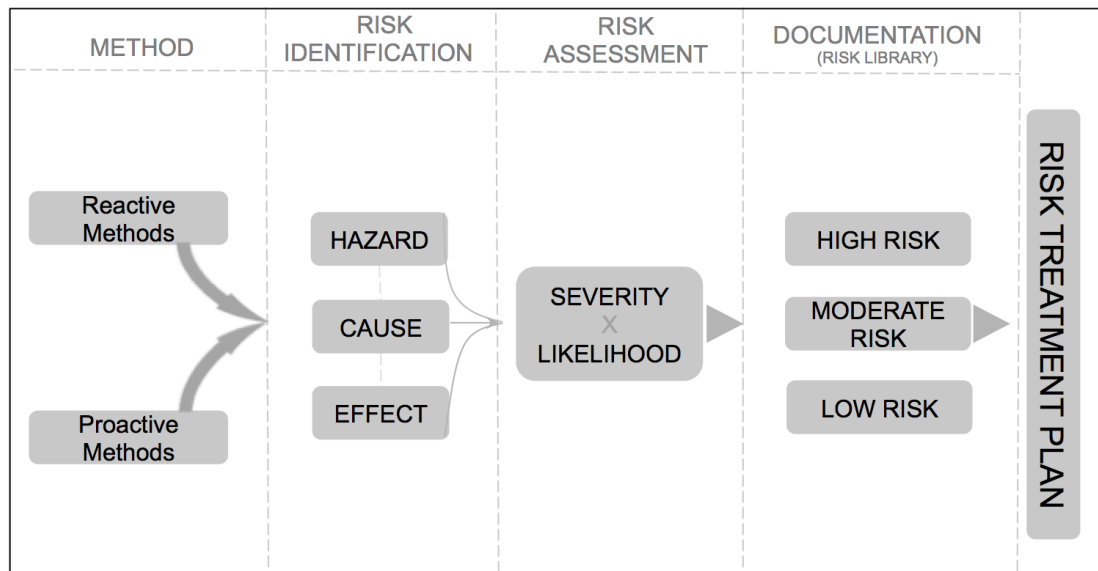 METHOD
RISK
IDENTIFICATION
RISK
ASSESSMENT
DOCUMENTATION
(RISK LIBRARY)
Reactive
Methods
Proactive
Methods
HAZARD
CAUSE
EFFECT
SEVERITY
X
LIKELIHOOD
HIGH RISK
MODERATE
RISK
LOW RISK
RISK TREATMENT PLAN